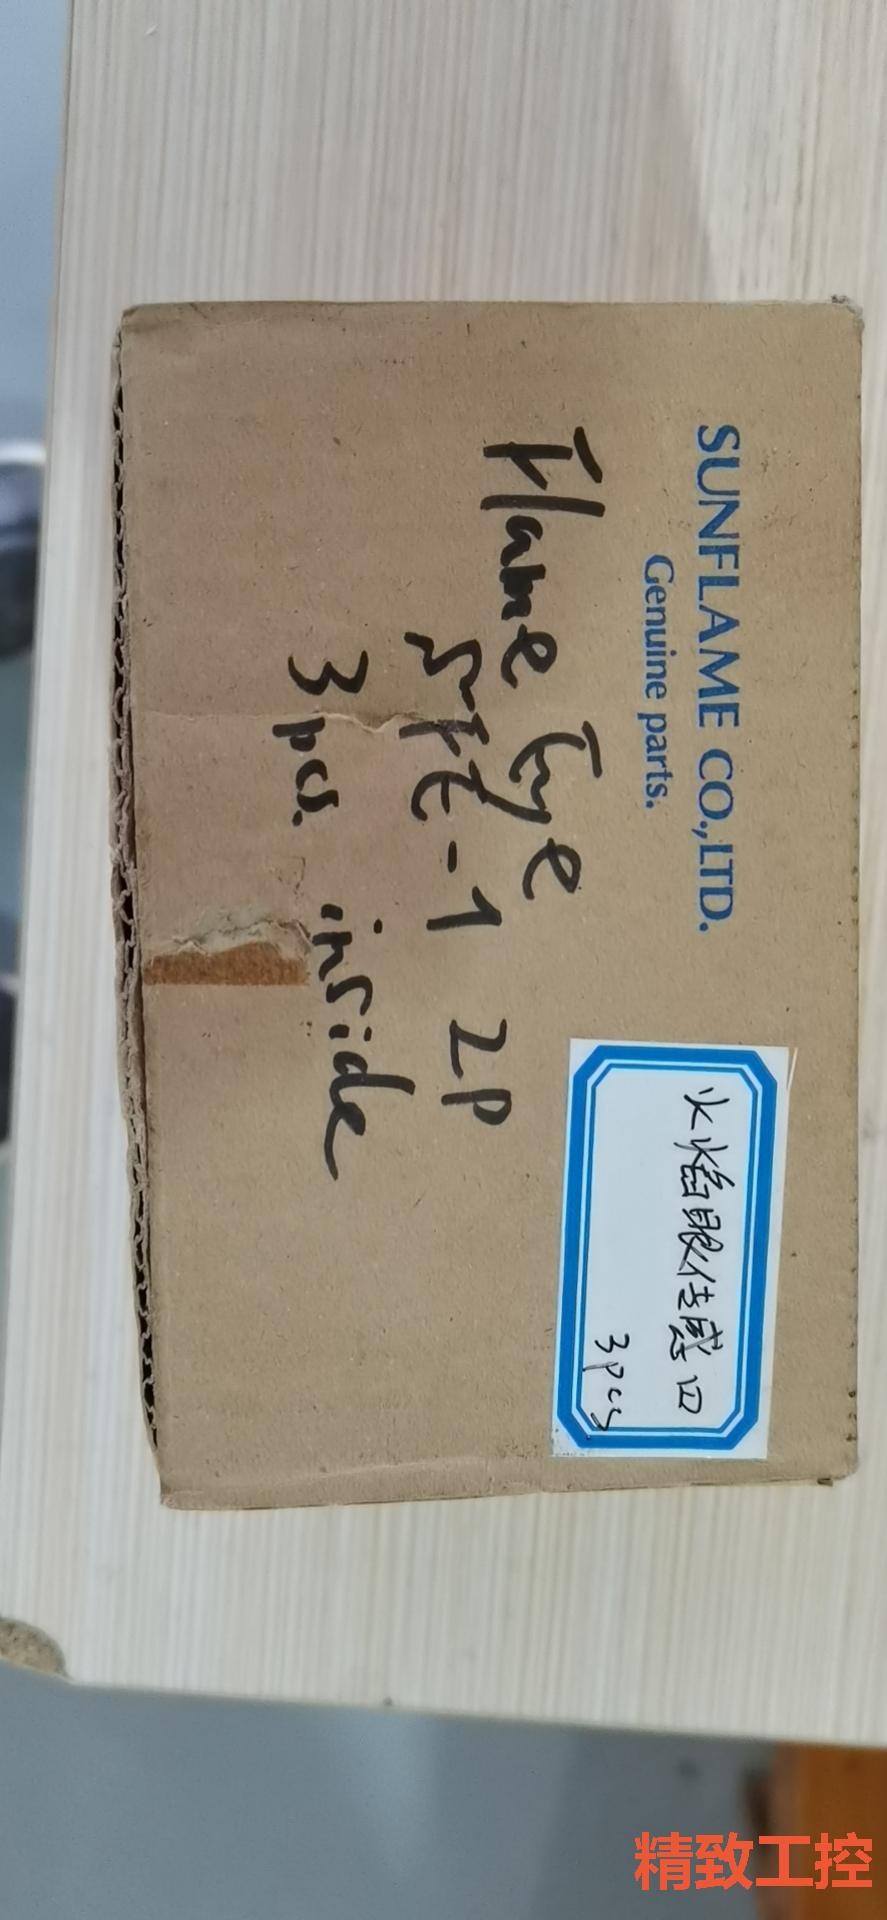 SUNFLAME CO.,LTD.
Genuine parts.
Flame Eye
SFE-1 2P
3 pcs. inside
火焰眼传感口
3pcs
精致工控